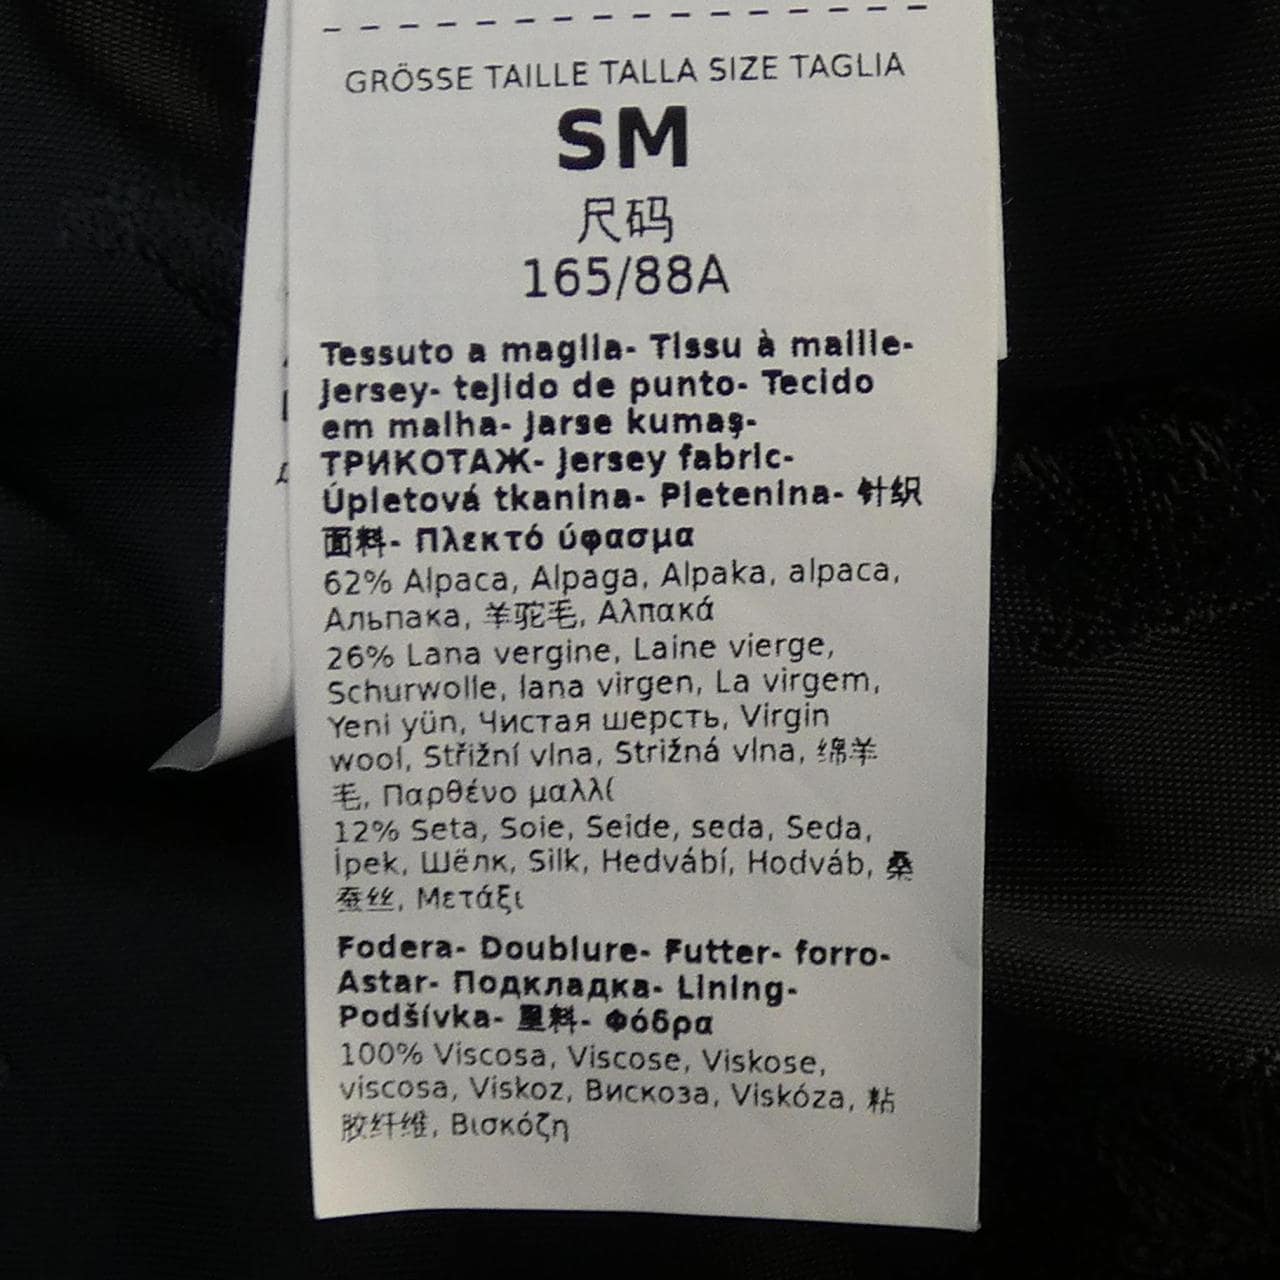 GRÖSSE TAILLE TALLA SIZE TAGLIA
SM
尺码
165/88A
Tessuto a maglia- Tissu à maille-
Jersey- tejido de punto- Tecido
em malha- Jarse kumaş-
ТРИКОТАЖ- Jersey fabric-
Úpletová tkanina- Pletenina- 针织
面料- Πλεκτό ύφασμα
62% Alpaca, Alpaga, Alpaka, alpaca,
Альпака, 羊驼毛, Αλπακά
26% Lana vergine, Laine vierge,
Schurwolle, lana virgen, La virgem,
Yeni yün, Чистая шерсть, Virgin
wool, Střižní vlna, Strižná vlna, 绵羊
毛, Παρθένο μαλλί
12% Seta, Soie, Seide, seda, Seda,
İpek, Шёлк, Silk, Hedvábí, Hodváb, 桑
蚕丝, Μετάξι
Fodera- Doublure- Futter- forro-
Astar- Подкладка- Lining-
Podšívka- 里料- Φόδρα
100% Viscosa, Viscose, Viskose,
viscosa, Viskoz, Вискоза, Viskóza, 粘
胶纤维, Βισκόζη